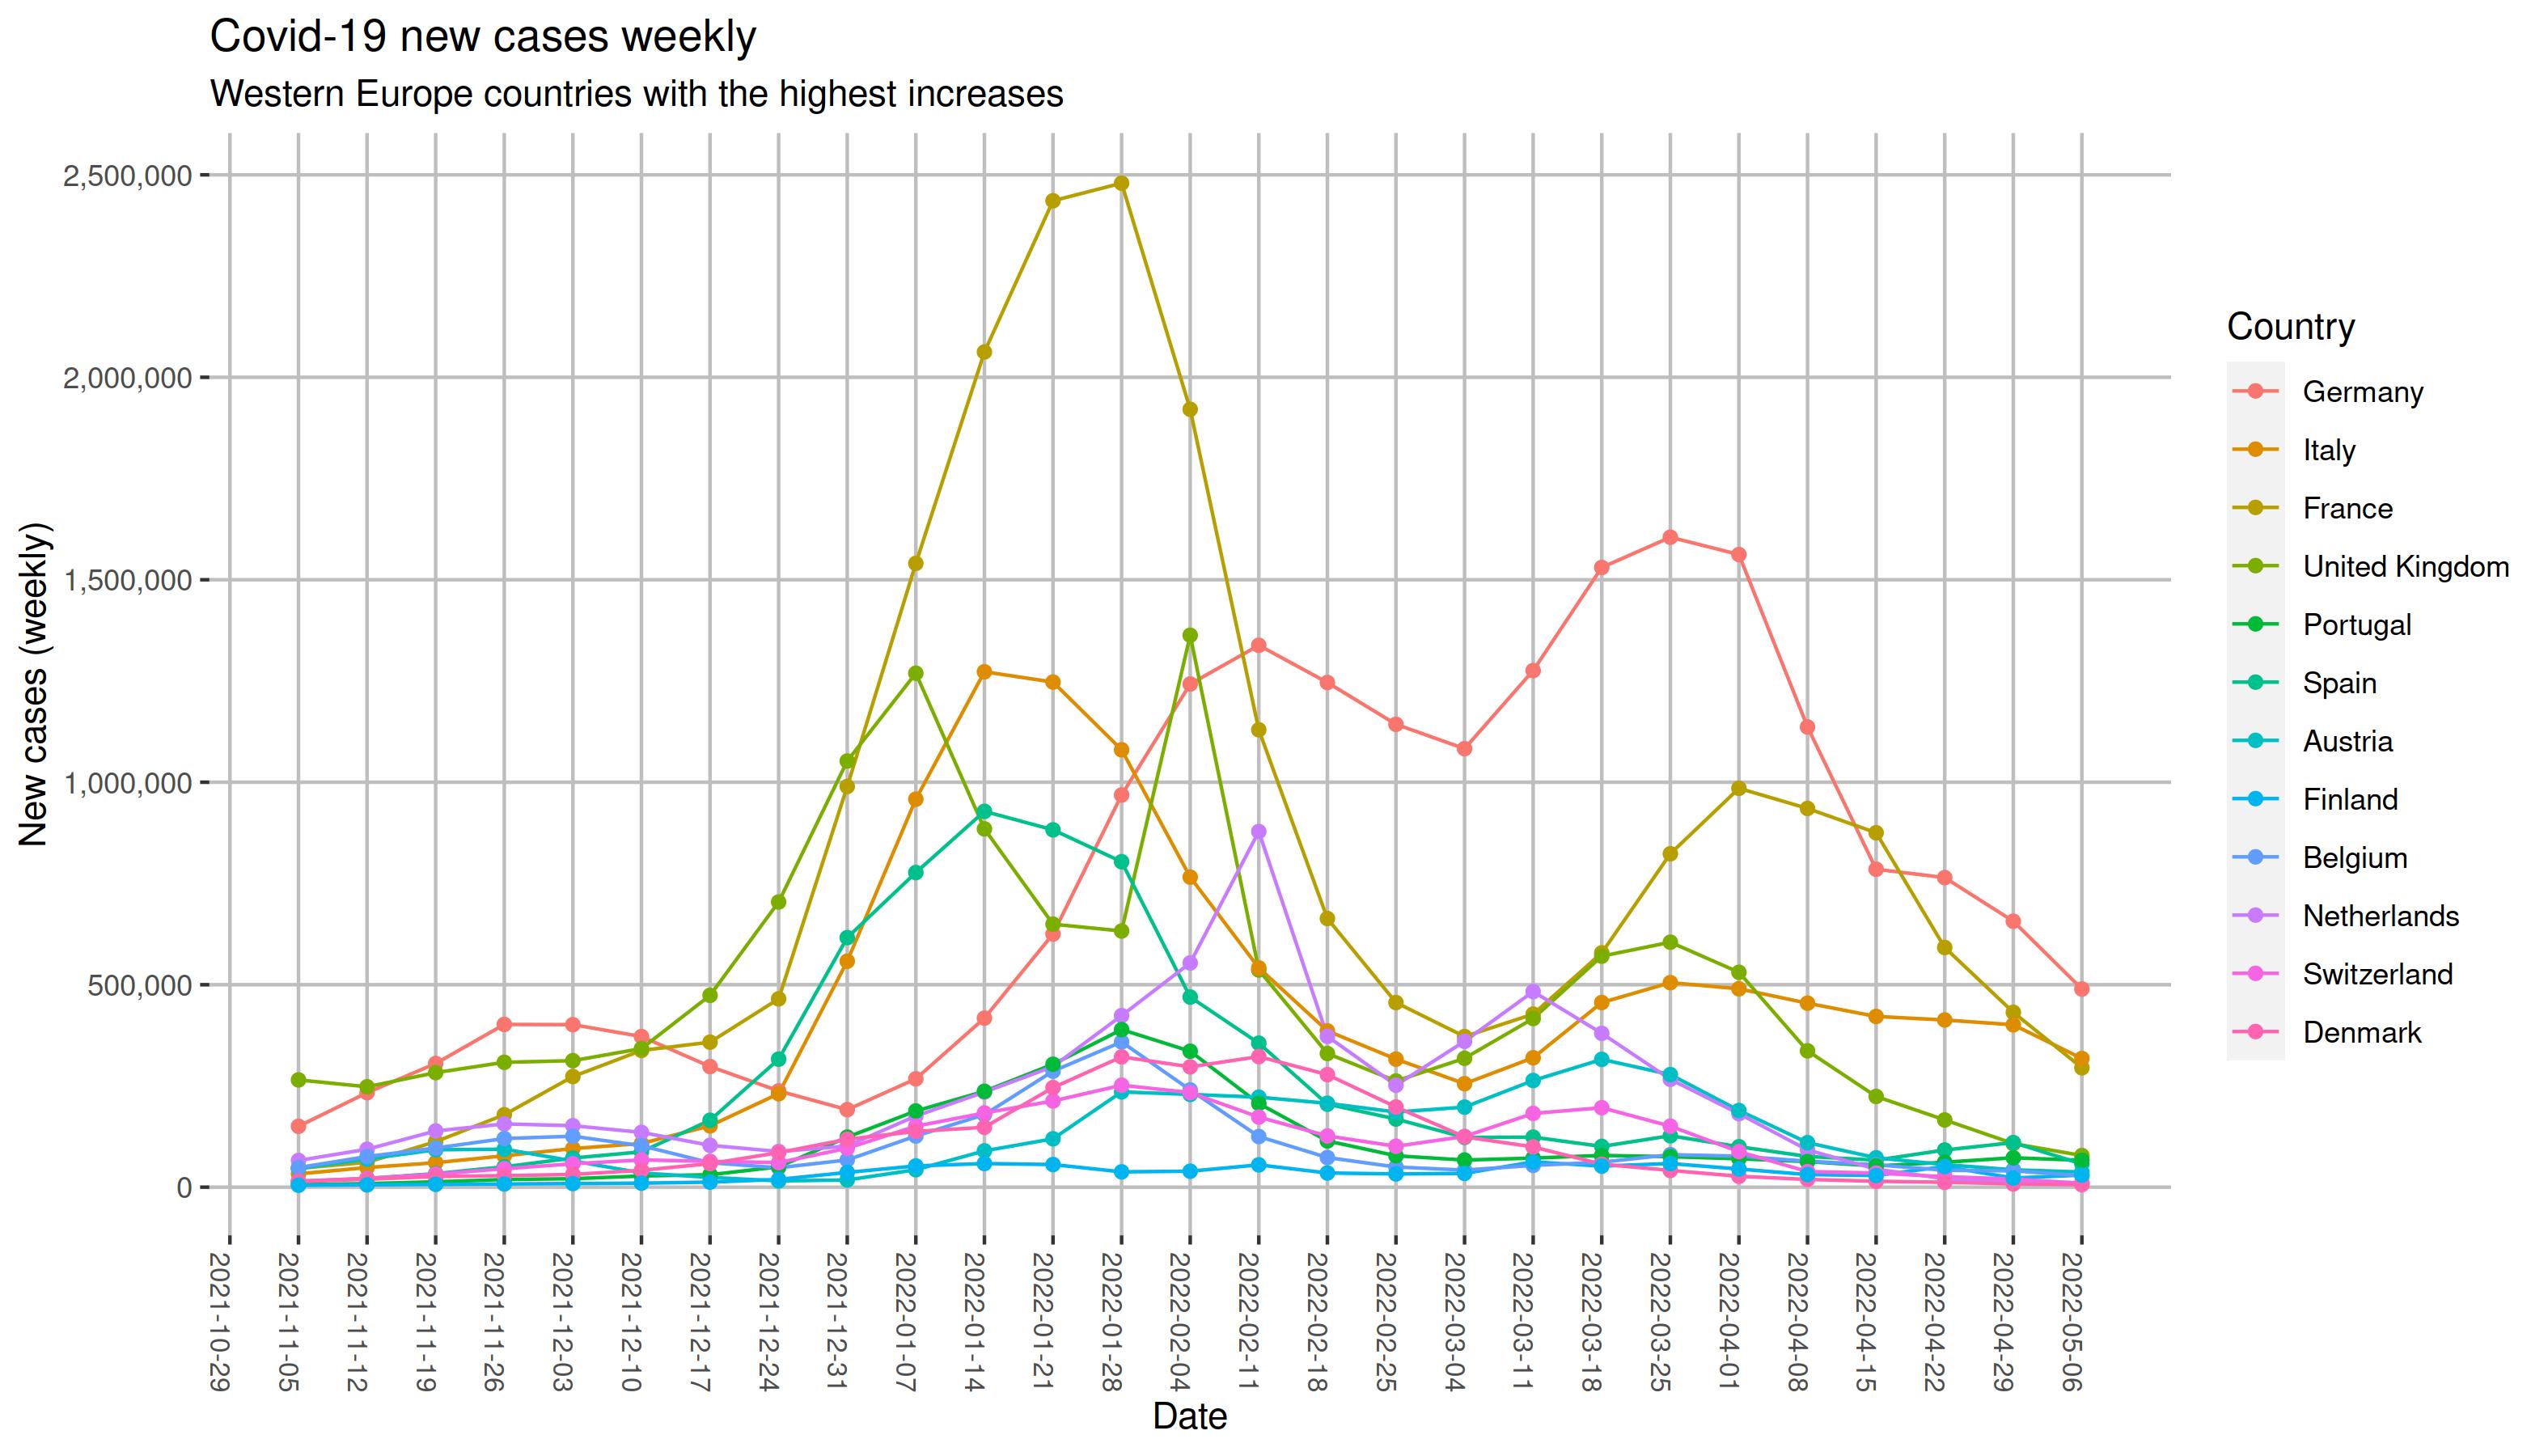 Covid-19 new cases weekly
Western Europe countries with the highest increases
New cases (weekly)
2,500,000
2,000,000
1,500,000
1,000,000
500,000
0
2021-10-29
2021-11-05
2021-11-12
2021-11-19
2021-11-26
2021-12-03
2021-12-10
2021-12-17
2021-12-24
2021-12-31
2022-01-07
2022-01-14
2022-01-21
2022-01-28
2022-02-04
2022-02-11
2022-02-18
2022-02-25
2022-03-04
2022-03-11
2022-03-18
2022-03-25
2022-04-01
2022-04-08
2022-04-15
2022-04-22
2022-04-29
2022-05-06
Date
Country
Germany
Italy
France
United Kingdom
Portugal
Spain
Austria
Finland
Belgium
Netherlands
Switzerland
Denmark